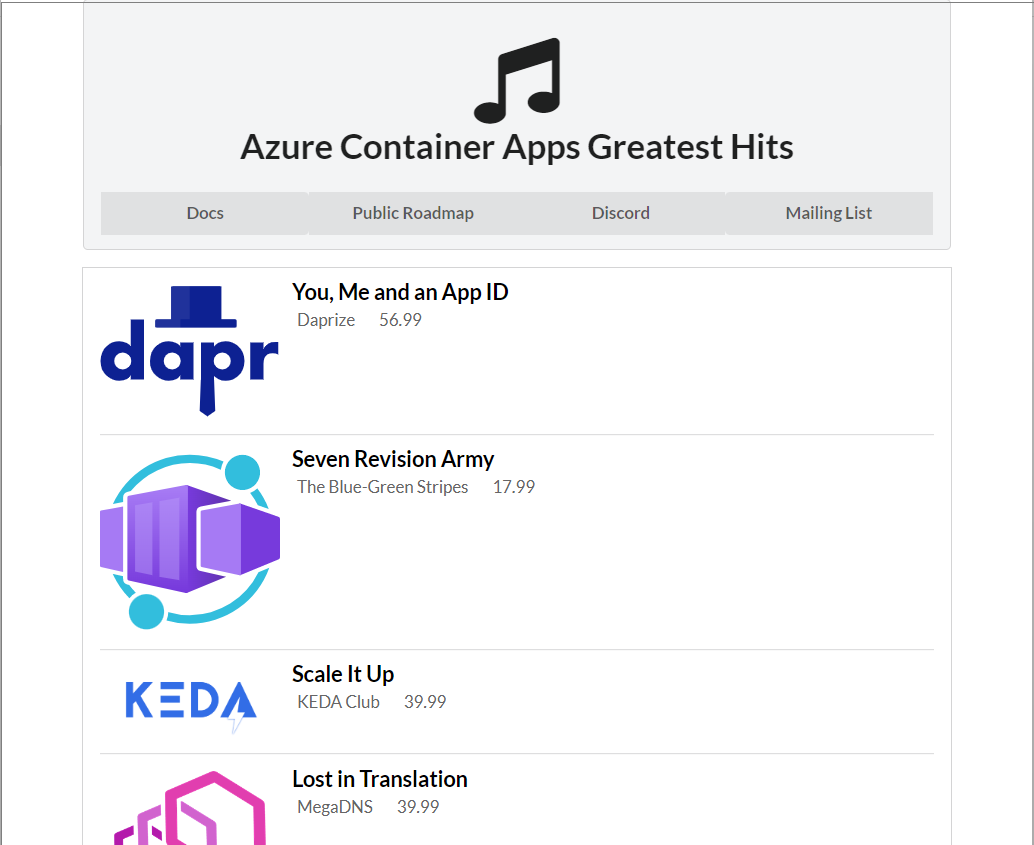 Azure Container Apps Greatest Hits
Docs Public Roadmap Discord Mailing List
dapr
You, Me and an App ID
Daprize 56.99
Seven Revision Army
The Blue-Green Stripes 17.99
KEDA
Scale It Up
KEDA Club 39.99
Lost in Translation
MegaDNS 39.99